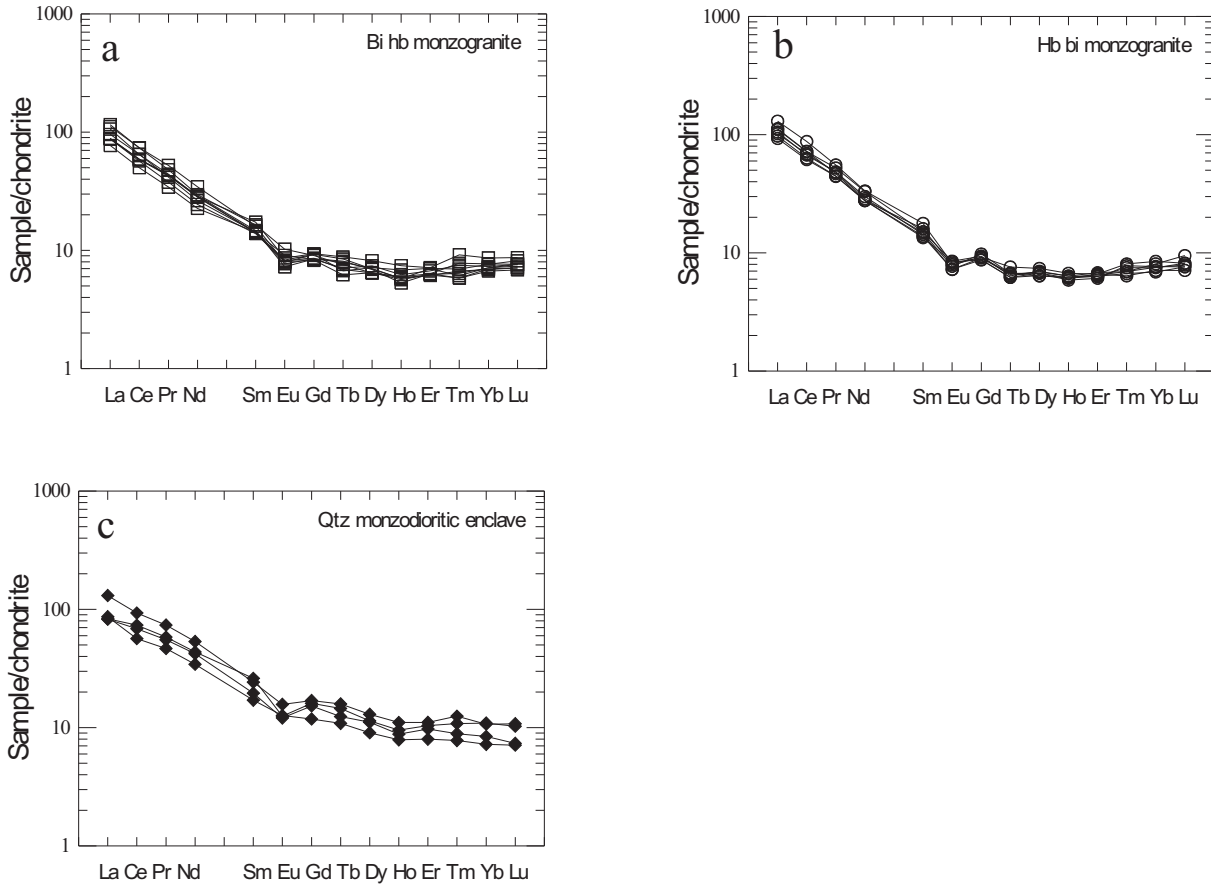 a
Bi hb monzogranite
1000
100
10
1
Sample/chondrite
La Ce Pr Nd Sm Eu Gd Tb Dy Ho Er Tm Yb Lu
b
Hb bi monzogranite
1000
100
10
1
Sample/chondrite
La Ce Pr Nd Sm Eu Gd Tb Dy Ho Er Tm Yb Lu
c
Qtz monzodioritic enclave
1000
100
10
1
Sample/chondrite
La Ce Pr Nd Sm Eu Gd Tb Dy Ho Er Tm Yb Lu